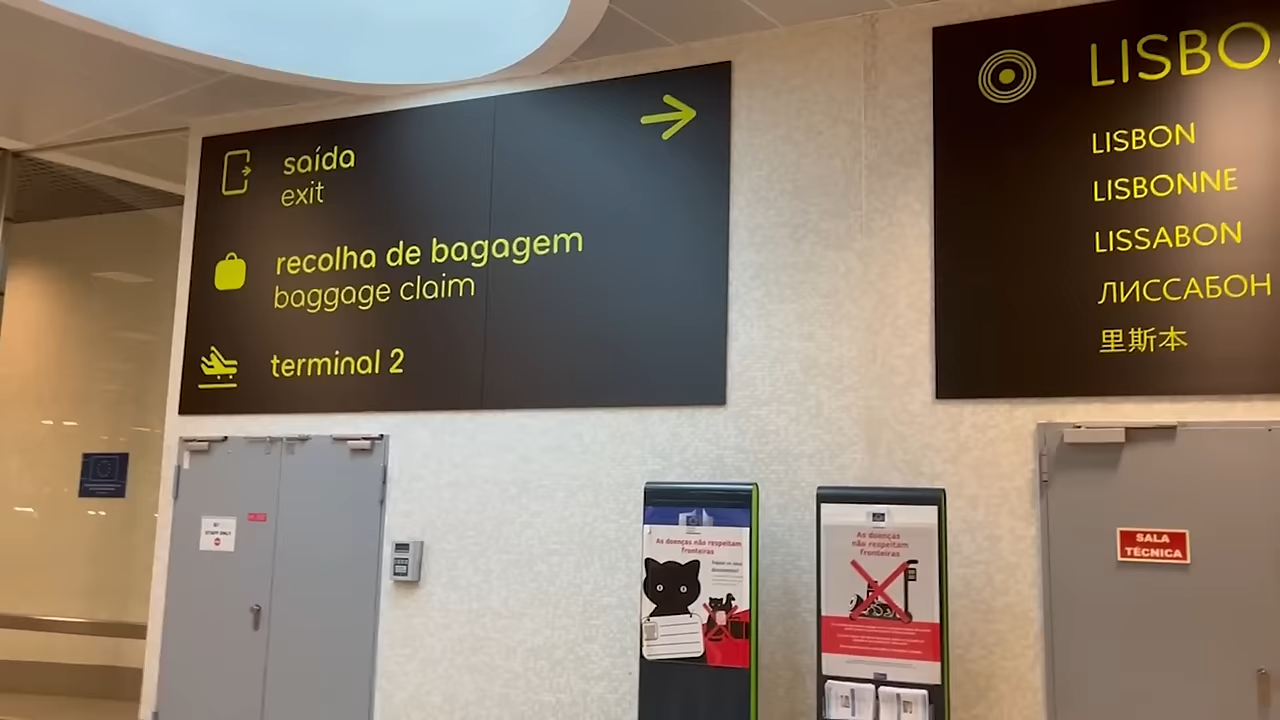 saída
exit
recolha de bagagem
baggage claim
terminal 2
LISBO
LISBON
LISBONNE
LISSABON
ЛИССАБОН
里斯本
STAFF ONLY
As doenças não respeitam
fronteiras
As doenças
não respeitam
fronteiras
SALA
TÉCNICA